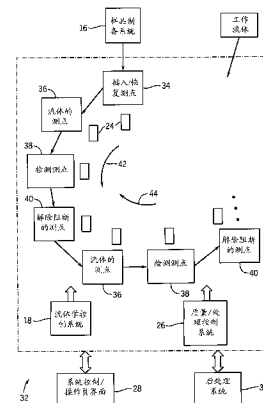 16
样品制
备系统
工作
流体
36
流体的
测点
插入/恢
复测点
34
24
38
检测测点
42
40
解除阻断
的测点
44
流体的
测点
36
检测测点
38
解除阻
断的测点
40
18
流体学控
制系统
26
质量/处
理控制
系统
32
系统控制/
操作员界面
28
后处理
系统
3